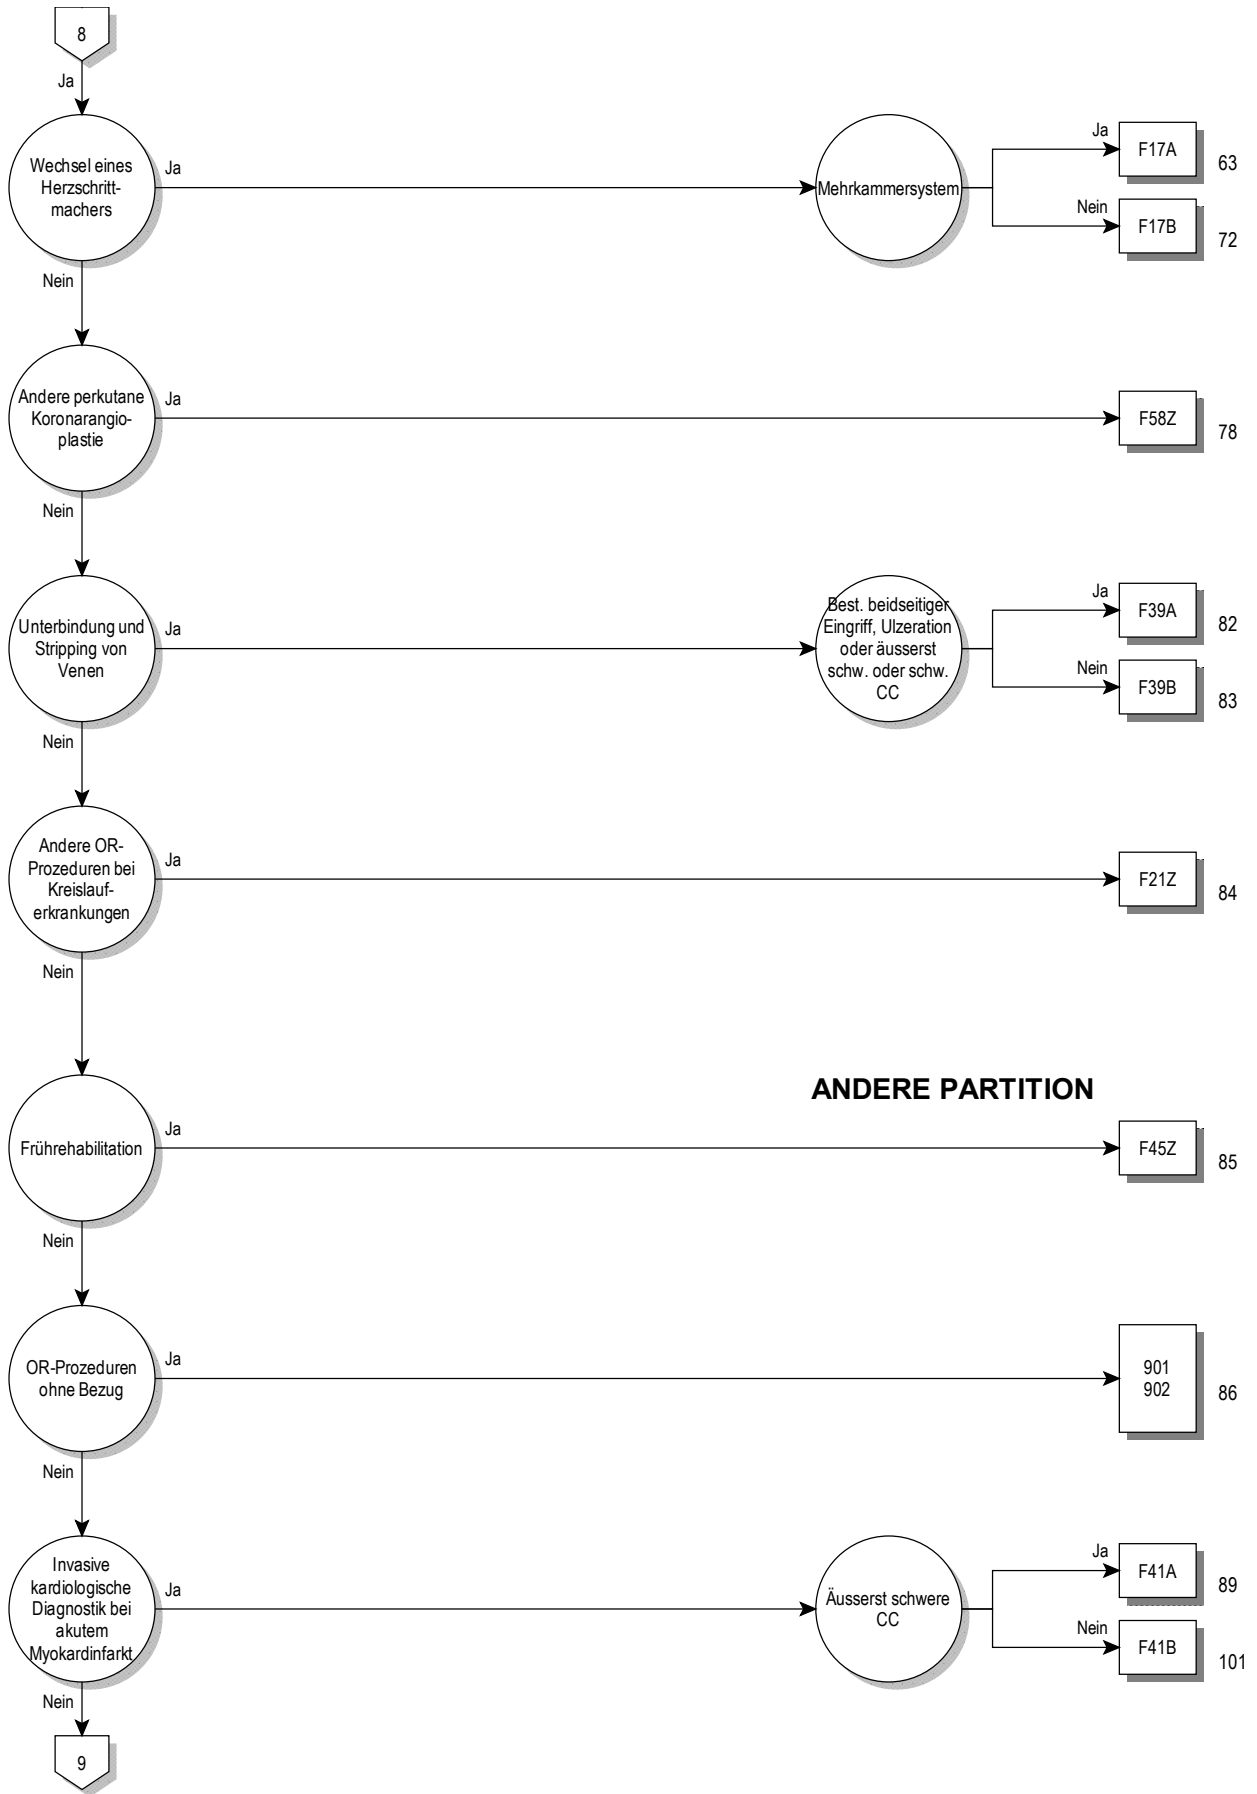 8
Ja
Wechsel eines
Herzschritt-
machers
Ja
Mehrkammersystem
Ja
F17A
63
Nein
F17B
72
Nein
Andere perkutane
Koronarangio-
plastie
Ja
F58Z
78
Nein
Unterbindung und
Stripping von
Venen
Ja
Best. beidseitiger
Eingriff, Ulzeration
oder äusserst
schw. oder schw.
CC
Ja
F39A
82
Nein
F39B
83
Nein
Andere OR-
Prozeduren bei
Kreislauf-
erkrankungen
Ja
F21Z
84
Nein
ANDERE PARTITION
Frührehabilitation
Ja
F45Z
85
Nein
OR-Prozeduren
ohne Bezug
Ja
901
902
86
Nein
Invasive
kardiologische
Diagnostik bei
akutem
Myokardinfarkt
Ja
Äusserst schwere
CC
Ja
F41A
89
Nein
F41B
101
Nein
9